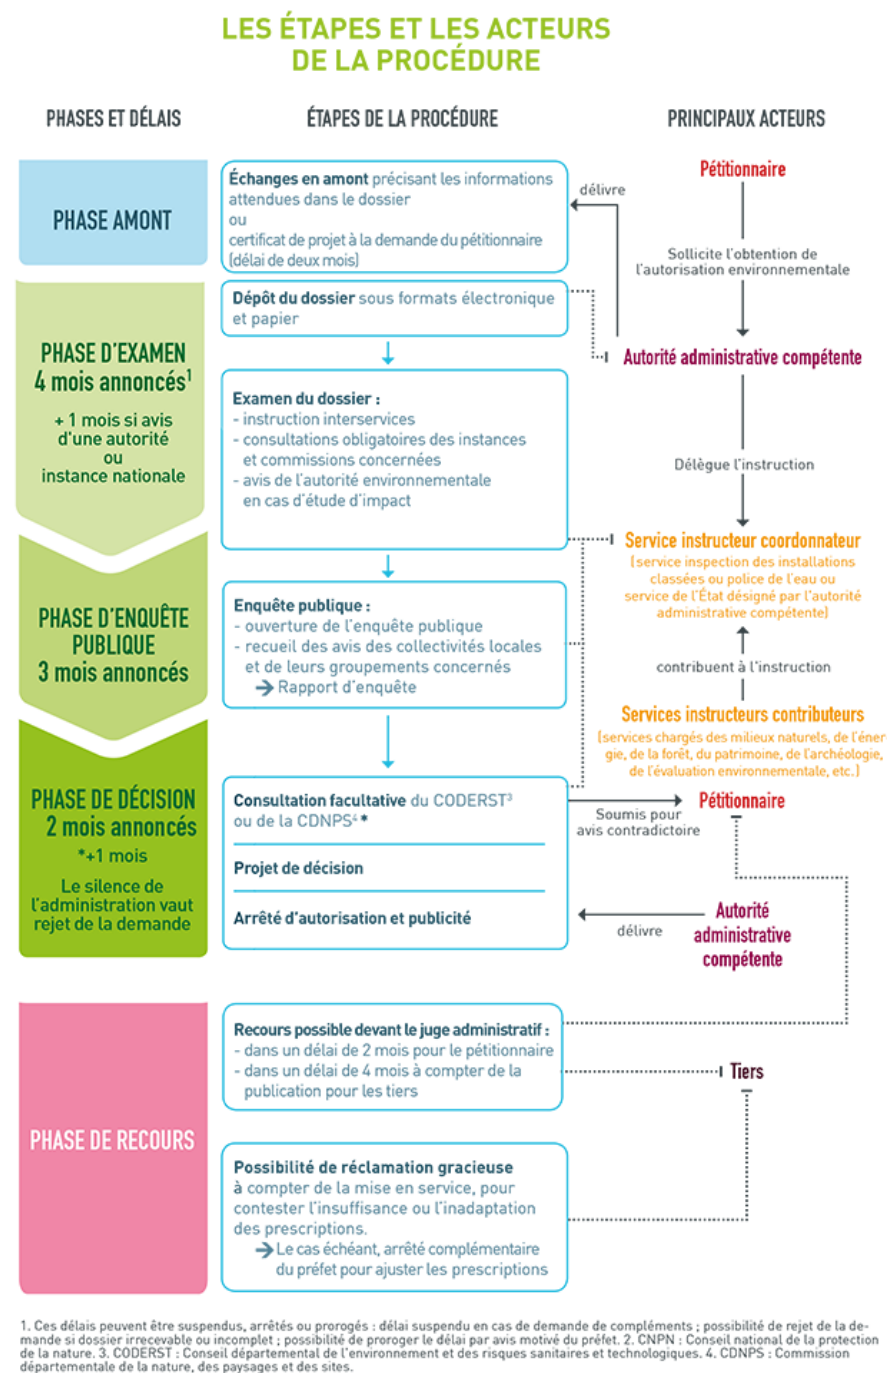 LES ÉTAPES ET LES ACTEURS
DE LA PROCÉDURE
PHASES ET DÉLAIS
ÉTAPES DE LA PROCÉDURE
PRINCIPAUX ACTEURS
PHASE AMONT
Échanges en amont précisant les informations
attendues dans le dossier
ou
certificat de projet à la demande du pétitionnaire
(délai de deux mois)
délivre
Pétitionnaire
Sollicite l'obtention de
l'autorisation environnementale
Dépôt du dossier sous formats électronique
et papier
Autorité administrative compétente
PHASE D'EXAMEN
4 mois annoncés¹
+ 1 mois si avis
d'une autorité
ou
instance nationale
Examen du dossier :
- instruction interservices
- consultations obligatoires des instances
et commissions concernées
- avis de l'autorité environnementale
en cas d'étude d'impact
Délègue l'instruction
Service instructeur coordonnateur
(service inspection des installations
classées ou police de l'eau ou
service de l'État désigné par l'autorité
administrative compétente)
PHASE D'ENQUÊTE
PUBLIQUE
3 mois annoncés
Enquête publique :
- ouverture de l'enquête publique
- recueil des avis des collectivités locales
et de leurs groupements concernés
→ Rapport d'enquête
contribuent à l'instruction
Services instructeurs contributeurs
(services chargés des milieux naturels, de l'éner
gie, de la forêt, du patrimoine, de l'archéologie,
de l'évaluation environnementale, etc.)
PHASE DE DÉCISION
2 mois annoncés
*+1 mois
Le silence de
l'administration vaut
rejet de la demande
Consultation facultative du CODERST³
ou de la CDNPS⁴ *
Projet de décision
Arrêté d'autorisation et publicité
Soumis pour
avis contradictoire
Pétitionnaire
délivre
Autorité
administrative
compétente
PHASE DE RECOURS
Recours possible devant le juge administratif :
- dans un délai de 2 mois pour le pétitionnaire
- dans un délai de 4 mois à compter de la
publication pour les tiers
Tiers
Possibilité de réclamation gracieuse
à compter de la mise en service, pour
contester l'insuffisance ou l'inadaptation
des prescriptions.
→ Le cas échéant, arrêté complémentaire
du préfet pour ajuster les prescriptions
1. Ces délais peuvent être suspendus, arrêtés ou prorogés : délai suspendu en cas de demande de compléments ; possibilité de rejet de la de-
mande si dossier irrecevable ou incomplet ; possibilité de proroger le délai par avis motivé du préfet. 2. CNPN : Conseil national de la protection
de la nature. 3. CODERST : Conseil départemental de l'environnement et des risques sanitaires et technologiques. 4. CDNPS : Commission
départementale de la nature, des paysages et des sites.